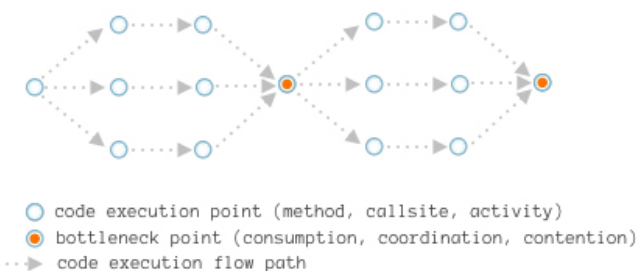 code execution point (method, callsite, activity)
bottleneck point (consumption, coordination, contention)
code execution flow path